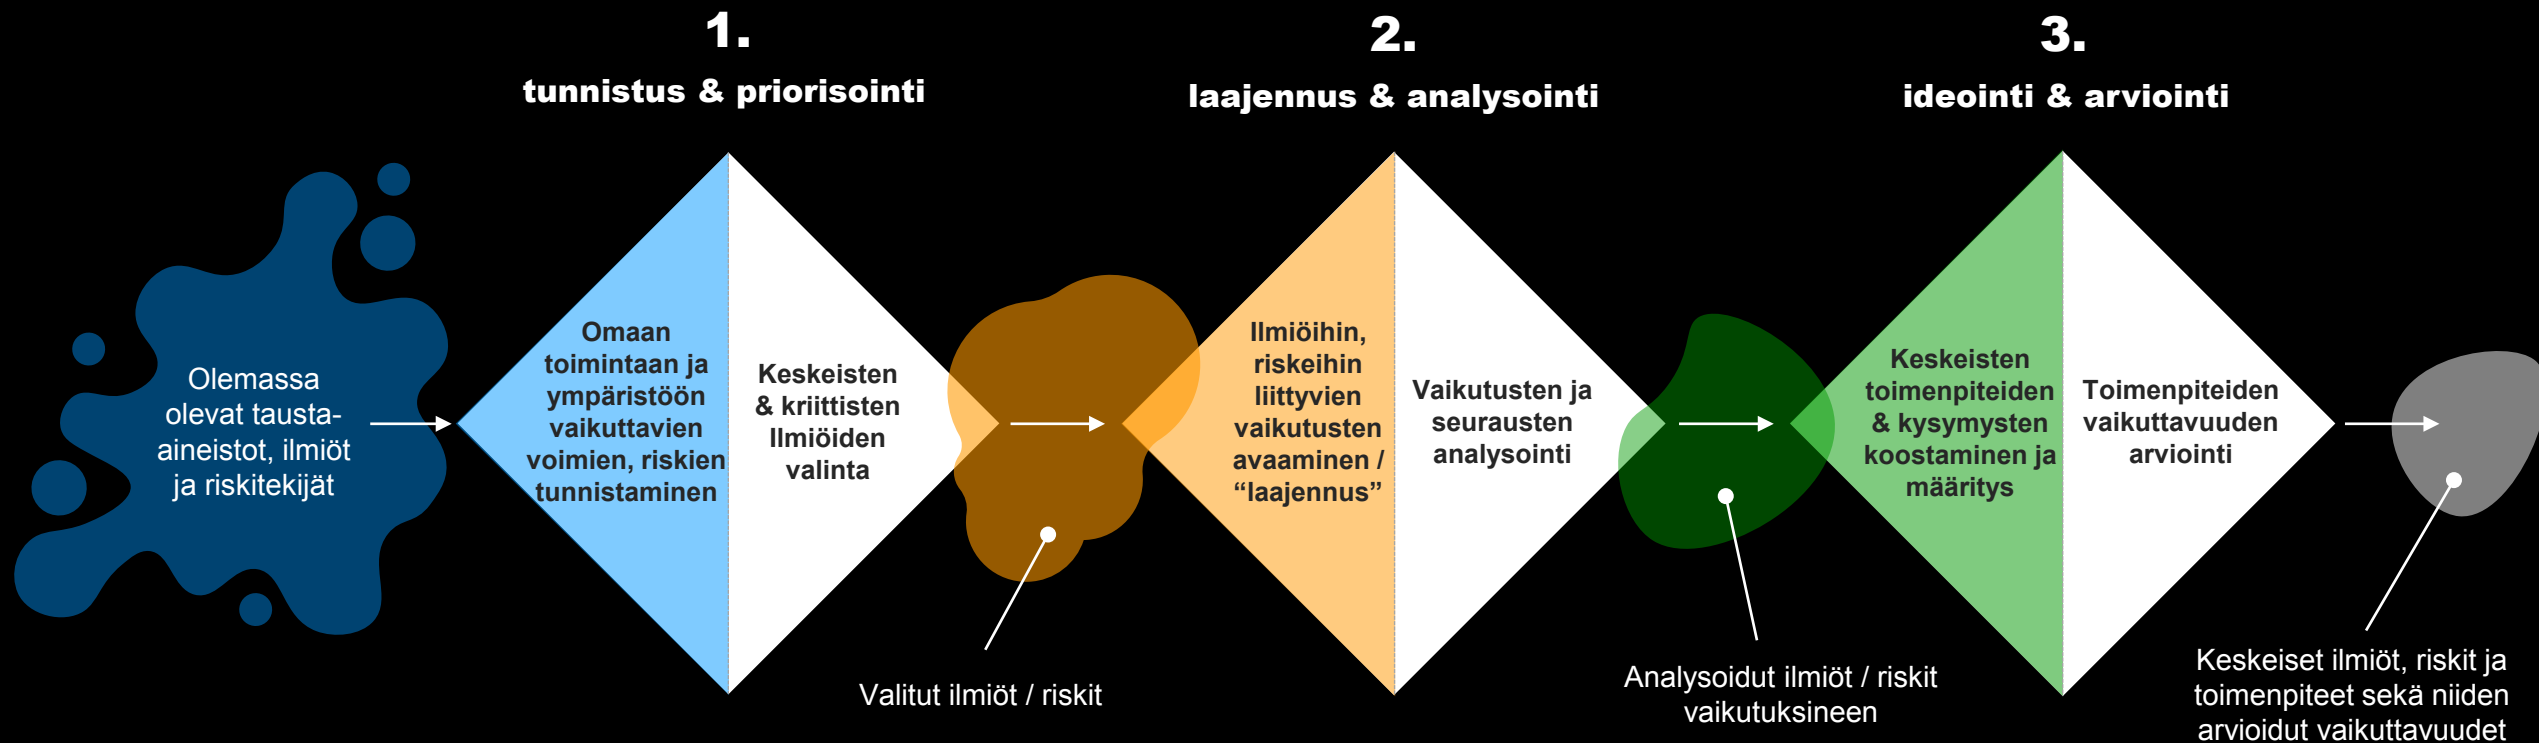 1.
tunnistus & priorisointi
2.
laajennus & analysointi
3.
ideointi & arviointi
Olemassa
olevat tausta-
aineistot, ilmiöt
ja riskitekijät
Omaan
toimintaan ja
ympäristöön
vaikuttavien
voimien, riskien
tunnistaminen
Keskeisten
& kriittisten
Ilmiöiden
valinta
Valitut ilmiöt / riskit
Ilmiöihin,
riskeihin
liittyvien
vaikutusten
avaaminen /
“laajennus”
Vaikutusten ja
seurausten
analysointi
Analysoidut ilmiöt / riskit
vaikutuksineen
Keskeisten
toimenpiteiden
& kysymysten
koostaminen ja
määritys
Toimenpiteiden
vaikuttavuuden
arviointi
Keskeiset ilmiöt, riskit ja
toimenpiteet sekä niiden
arvioidut vaikuttavuudet